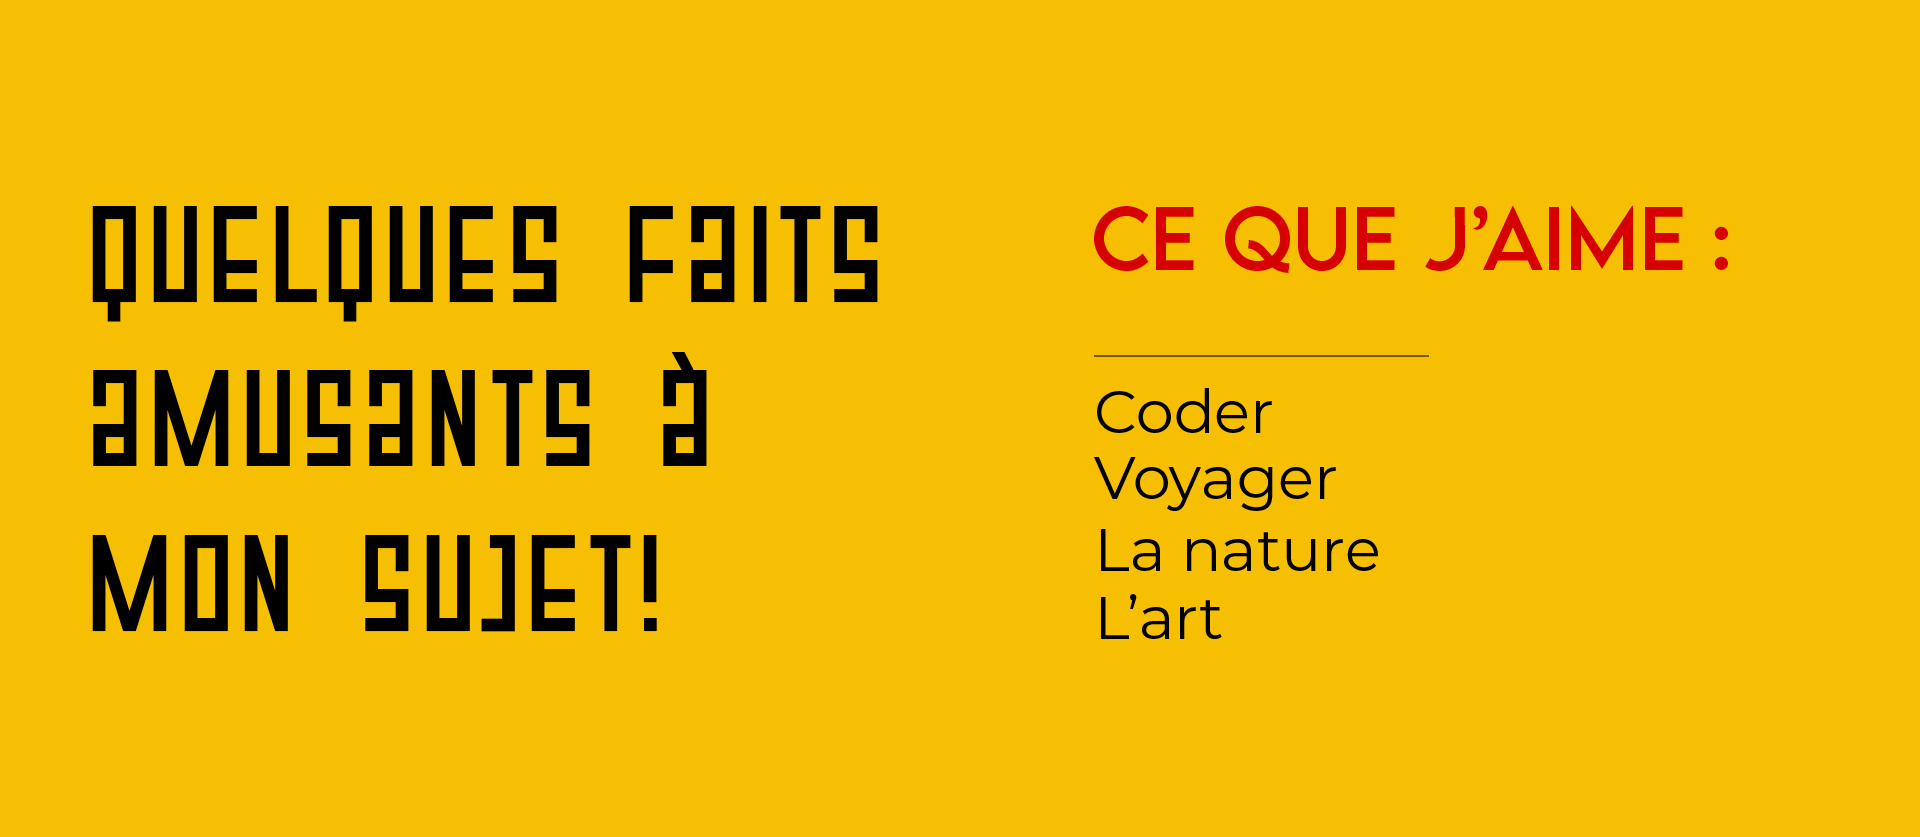 QUELQUES FAITS
AMUSANTS À
MON SUJET!
CE QUE J’AIME :
Coder
Voyager
La nature
L’art